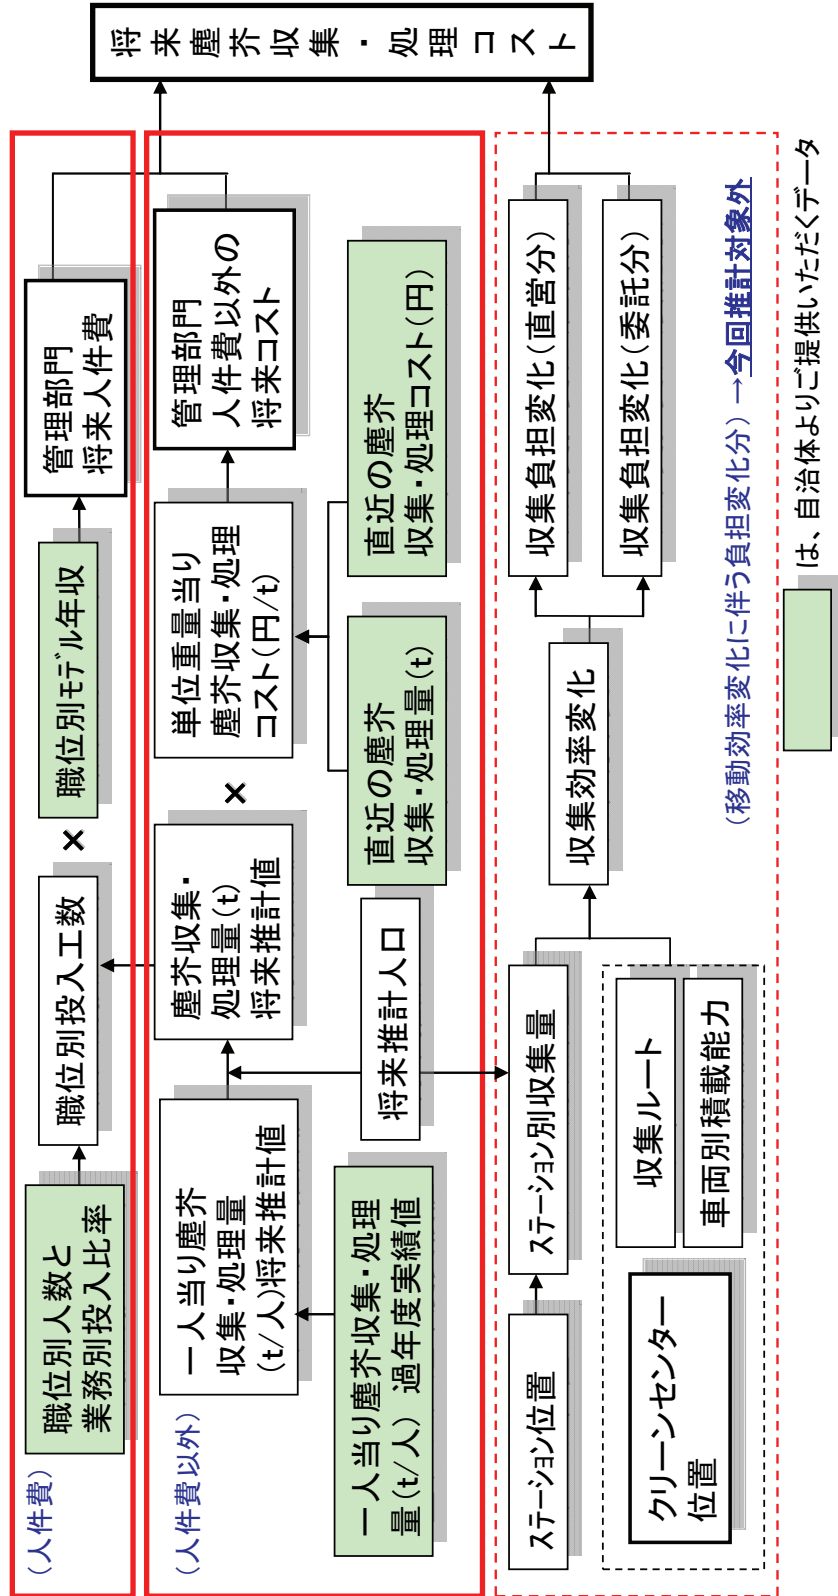 (人件費)
職位別人数と
業務別投入比率
職位別投入工数
×
職位別モデル年収
管理部門
将来人件費
(人件費以外)
一人当り塵芥
収集・処理量
(t/人)将来推計値
塵芥収集・
処理量(t)
将来推計値
×
単位重量当り
塵芥収集・処理
コスト(円/t)
管理部門
人件費以外の
将来コスト
一人当り塵芥収集・処理
量(t/人) 過年度実績値
将来推計人口
直近の塵芥
収集・処理量(t)
直近の塵芥
収集・処理コスト(円)
将来塵芥収集・処理コスト
ステーション位置
ステーション別収集量
クリーンセンター
位置
収集ルート
車両別積載能力
収集効率変化
収集負担変化(直営分)
収集負担変化(委託分)
(移動効率変化に伴う負担変化分) →今回推計対象外
は、自治体よりご提供いただくデータ